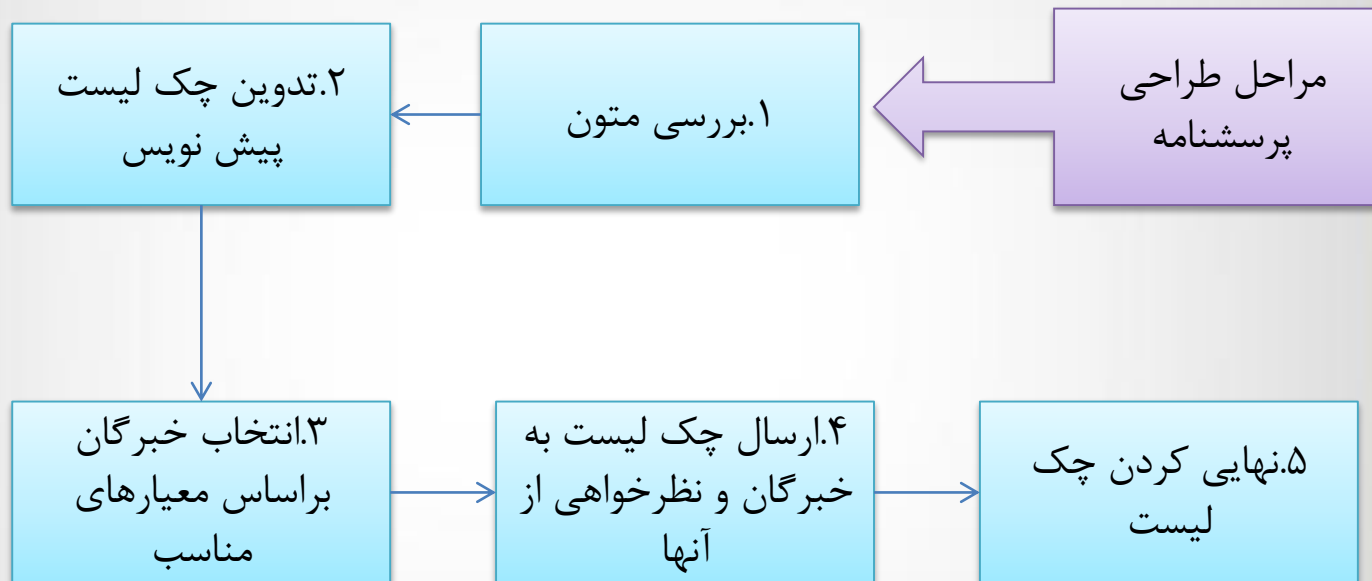 مراحل طراحی
پرسشنامه
۱.بررسی متون
۲.تدوین چک لیست
پیش نویس
۳.انتخاب خبرگان
براساس معیارهای
مناسب
۴.ارسال چک لیست به
خبرگان و نظرخواهی از
آنها
۵.نهایی کردن چک
لیست